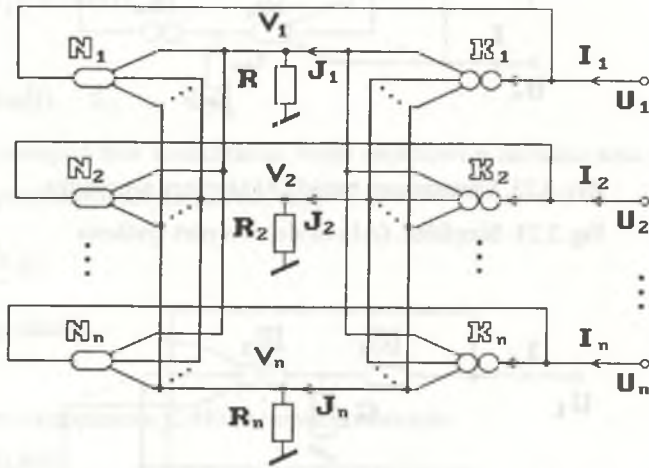 V₁
N₁ K₁ I₁
R J₁ U₁
V₂
N₂ K₂ I₂
R₂ J₂ U₂
Nₙ Kₙ Iₙ
Vₙ
Rₙ Jₙ Uₙ